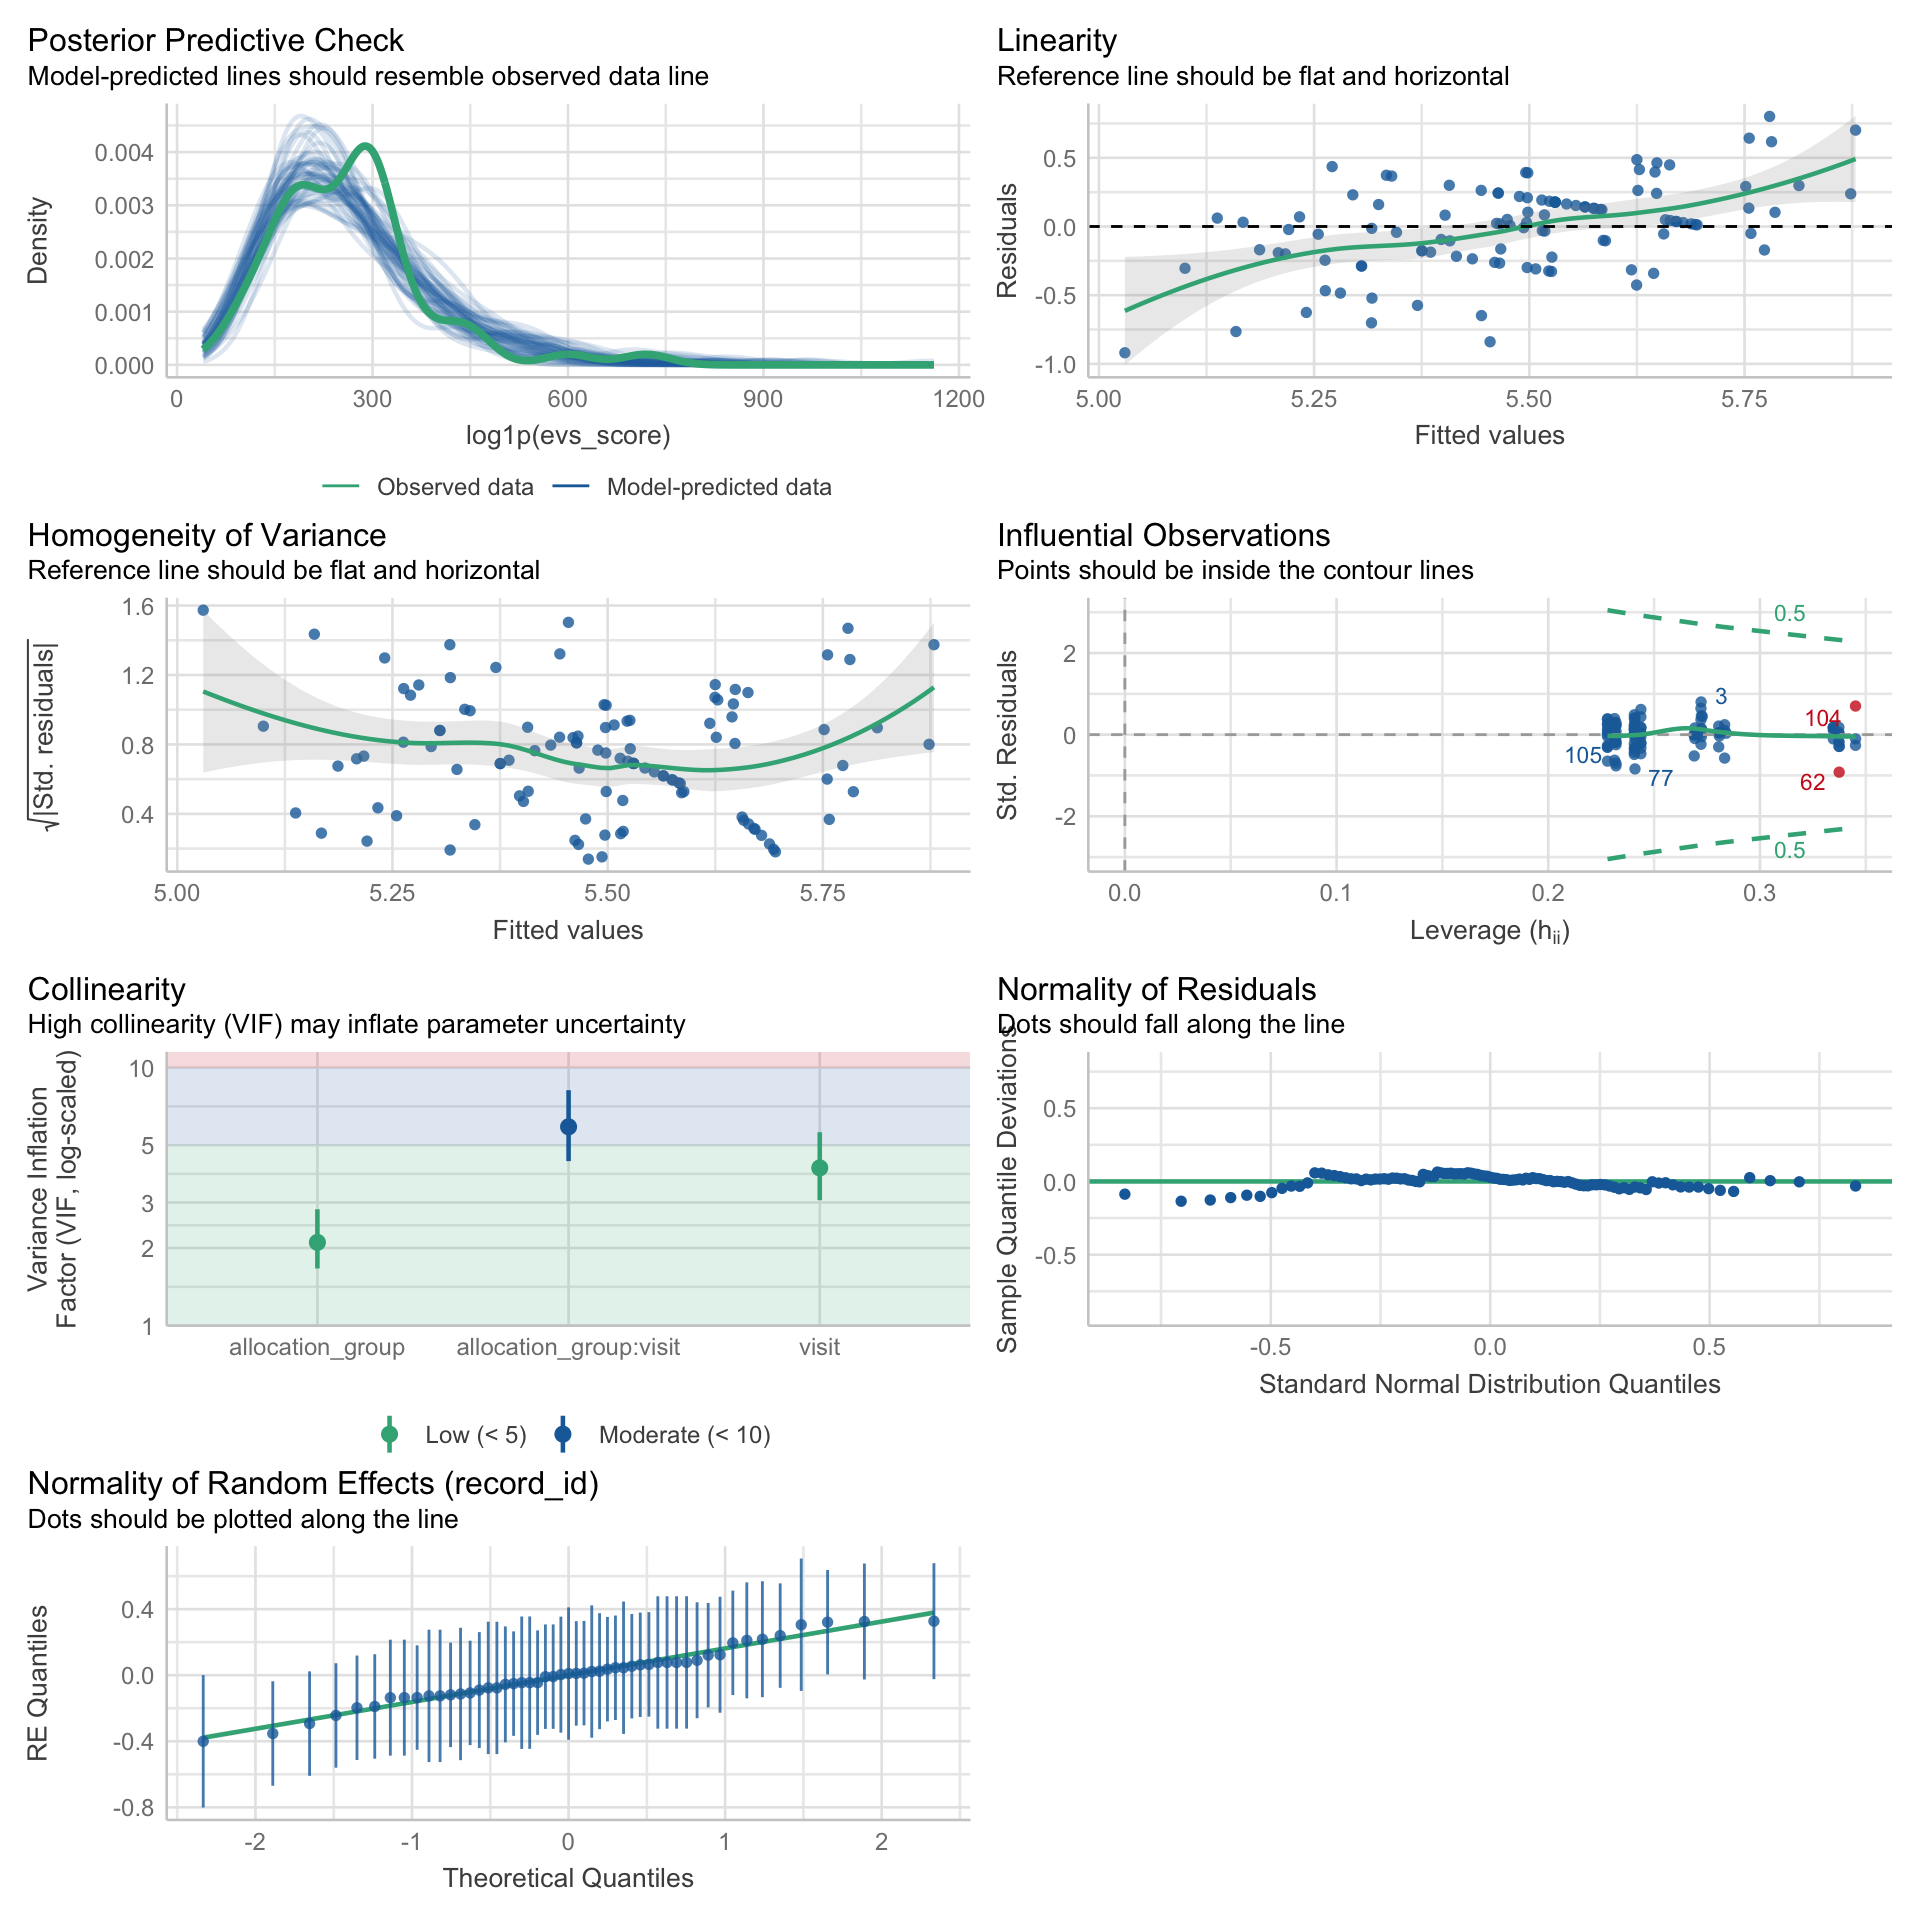 Posterior Predictive Check
Model-predicted lines should resemble observed data line
Density
0.004
0.003
0.002
0.001
0.000
0 300 600 900 1200
log1p(evs_score)
Observed data Model-predicted data
Linearity
Reference line should be flat and horizontal
Residuals
0.5
0.0
-0.5
-1.0
5.00 5.25 5.50 5.75
Fitted values
Homogeneity of Variance
Reference line should be flat and horizontal
√|Std. residuals|
1.6
1.2
0.8
0.4
5.00 5.25 5.50 5.75
Fitted values
Influential Observations
Points should be inside the contour lines
Std. Residuals
2
0
-2
0.5
3
104
105
77
62
0.5
0.0 0.1 0.2 0.3
Leverage (hii)
Collinearity
High collinearity (VIF) may inflate parameter uncertainty
Variance Inflation
Factor (VIF, log-scaled)
10
5
3
2
1
allocation_group allocation_group:visit visit
Low (< 5) Moderate (< 10)
Normality of Residuals
Dots should fall along the line
Sample Quantile Deviations
0.5
0.0
-0.5
-0.5 0.0 0.5
Standard Normal Distribution Quantiles
Normality of Random Effects (record_id)
Dots should be plotted along the line
RE Quantiles
0.4
0.0
-0.4
-0.8
-2 -1 0 1 2
Theoretical Quantiles